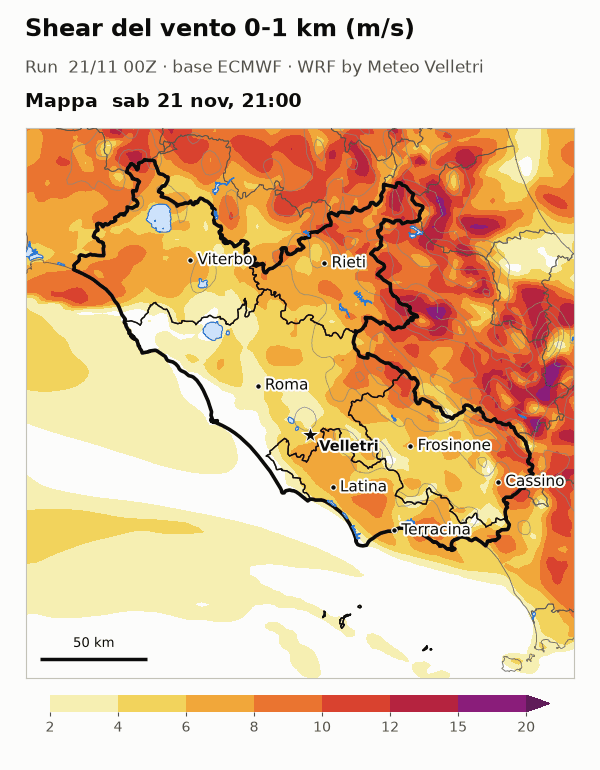 Shear del vento 0-1 km (m/s)
Run  21/11 00Z · base ECMWF · WRF by Meteo Velletri
Mappa  sab 21 nov, 21:00
Viterbo
Rieti
Roma
Velletri
Frosinone
Latina
Cassino
Terracina
50 km
2 4 6 8 10 12 15 20